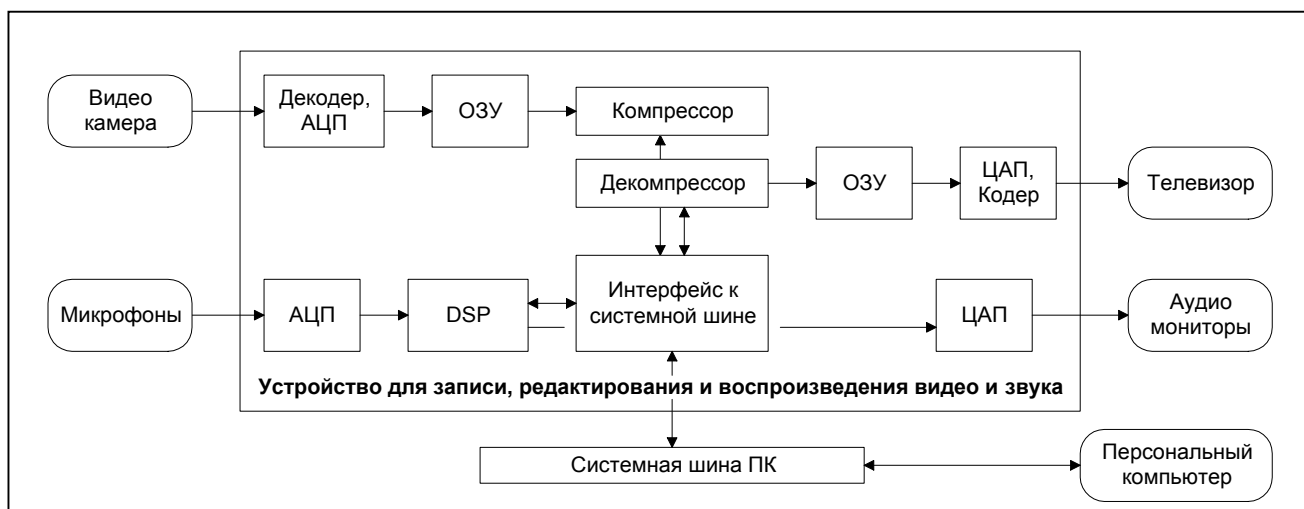 Видео
камера
Декодер,
АЦП
ОЗУ
Компрессор
Декомпрессор
ОЗУ
ЦАП,
Кодер
Телевизор
Микрофоны
АЦП
DSP
Интерфейс к
системной шине
ЦАП
Аудио
мониторы
Устройство для записи, редактирования и воспроизведения видео и звука
Системная шина ПК
Персональный
компьютер